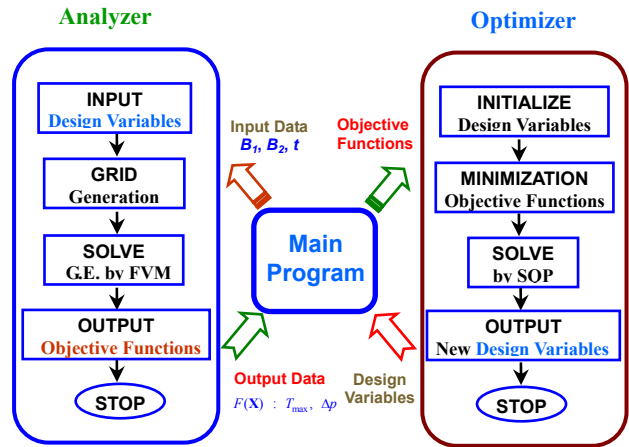 Analyzer
INPUT
Design Variables
GRID
Generation
SOLVE
G.E. by FVM
OUTPUT
Objective Functions
STOP
Input Data
B1, B2, t
Objective
Functions
Main
Program
Output Data
F(X) : Tmax, Δp
Design
Variables
Optimizer
INITIALIZE
Design Variables
MINIMIZATION
Objective Functions
SOLVE
by SQP
OUTPUT
New Design Variables
STOP